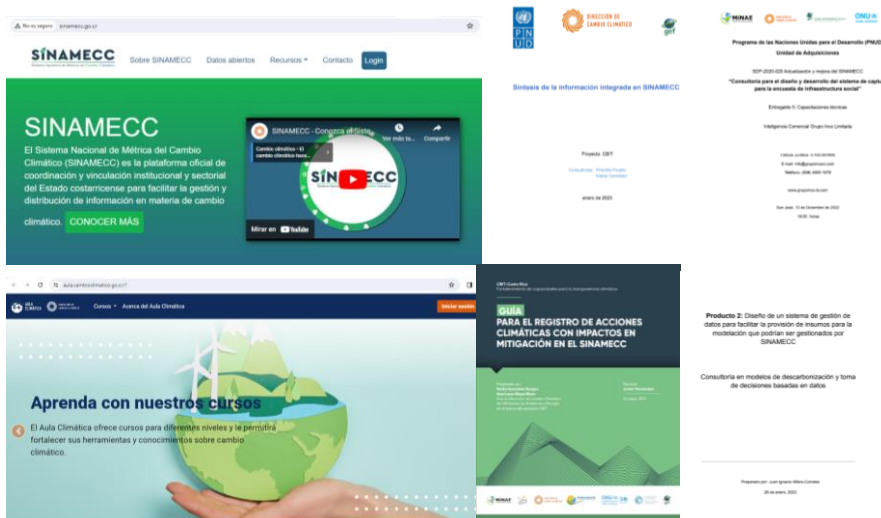 No es seguro sinamecc.go.cr
SINAMECC
Sobre SINAMECC Datos abiertos Recursos Contacto Login
SINAMECC
El Sistema Nacional de Métrica del Cambio
Climático (SINAMECC) es la plataforma oficial de
coordinación y vinculación institucional y sectorial
del Estado costarricense para facilitar la gestión y
distribución de información en materia de cambio
climático. CONOCER MÁS
SINAMECC - Conozca el Siste
Ver más ta... Compartir
Cambio climático - El
cambio climático hace...
Mirar en YouTube
P N
U D
DIRECCIÓN DE
CAMBIO CLIMÁTICO
gef
Síntesis de la información integrada en SINAMECC
Proyecto CBIT
enero de 2023
MINAE
Programa de las Naciones Unidas para el Desarrollo (PNUD
Unidad de Adquisiciones
"Consultoría para el diseño y desarrollo del sistema de captu
para la encuesta de infraestructura social"
Entregable 5: Capacitaciones técnicas
Inteligencia Comercial Grupo Inco Limitada
aula.cambioclimatico.go.cr
Cursos Acerca del Aula Climática
Iniciar sesión
Aprenda con nuestros cursos
El Aula Climática ofrece cursos para diferentes niveles y le permitirá
fortalecer sus herramientas y conocimientos sobre cambio
climático.
CBIT-Costa Rica
GUÍA
PARA EL REGISTRO DE ACCIONES
CLIMÁTICAS CON IMPACTOS EN
MITIGACIÓN EN EL SINAMECC
MINAE
Producto 2: Diseño de un sistema de gestión de
datos para facilitar la provisión de insumos para la
modelación que podrían ser gestionados por
SINAMECC
Consultoría en modelos de descarbonización y toma
de decisiones basadas en datos